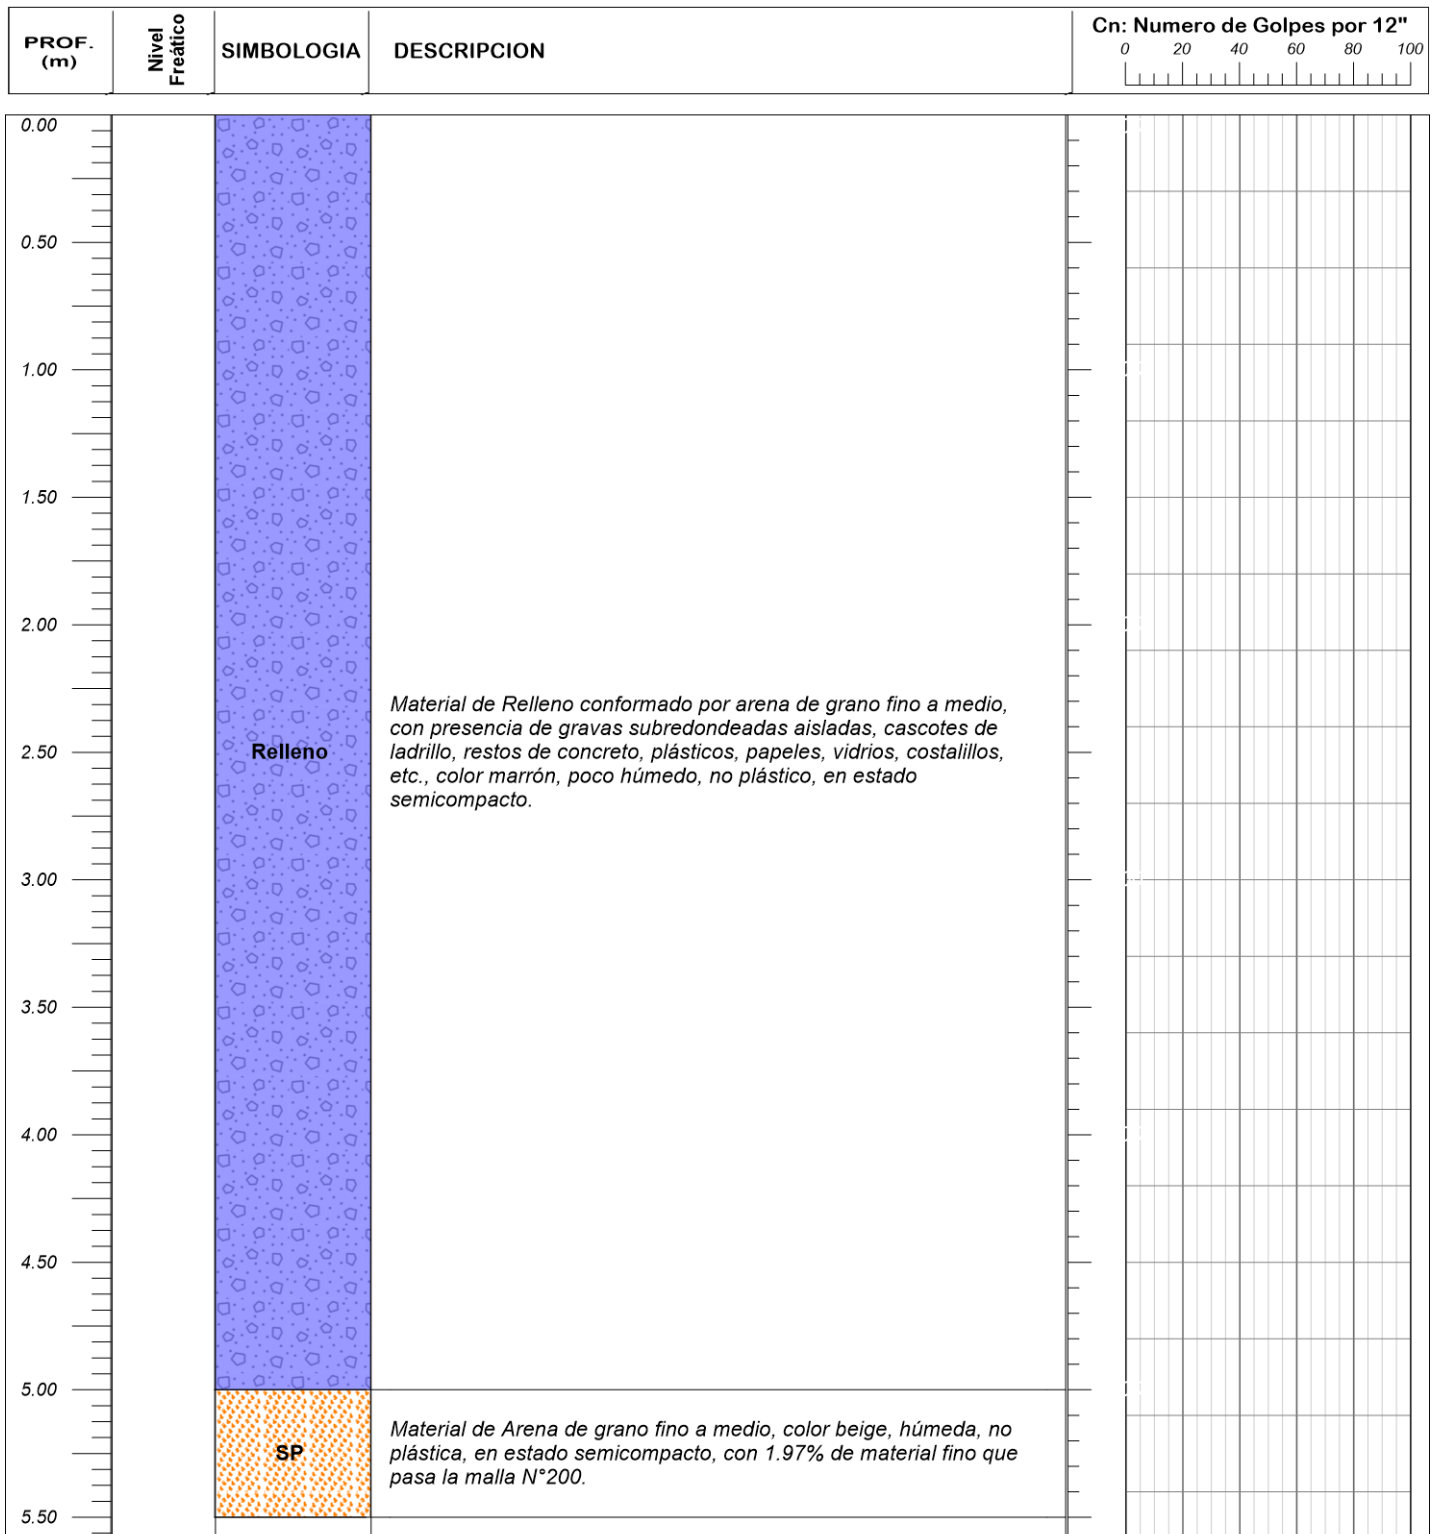 PROF.
(m)
Nivel
Freático
SIMBOLOGIA
DESCRIPCION
Cn: Numero de Golpes por 12"
0 20 40 60 80 100
0.00
0.50
1.00
1.50
2.00
Material de Relleno conformado por arena de grano fino a medio,
con presencia de gravas subredondeadas aisladas, cascotes de
2.50 Relleno ladrillo, restos de concreto, plásticos, papeles, vidrios, costalillos,
etc., color marrón, poco húmedo, no plástico, en estado
semicompacto.
3.00
3.50
4.00
4.50
5.00
Material de Arena de grano fino a medio, color beige, húmeda, no
SP plástica, en estado semicompacto, con 1.97% de material fino que
pasa la malla N°200.
5.50